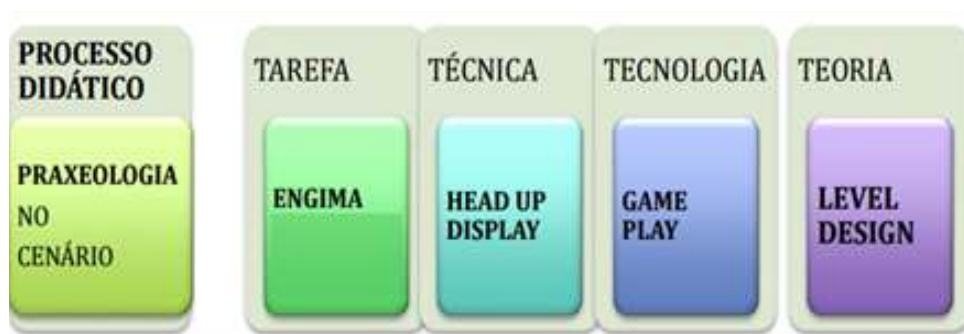 PROCESSO
DIDÁTICO
PRAXEOLOGIA
NO
CENÁRIO
TAREFA
ENGIMA
TÉCNICA
HEAD UP
DISPLAY
TECNOLOGIA
GAME
PLAY
TEORIA
LEVEL
DESIGN